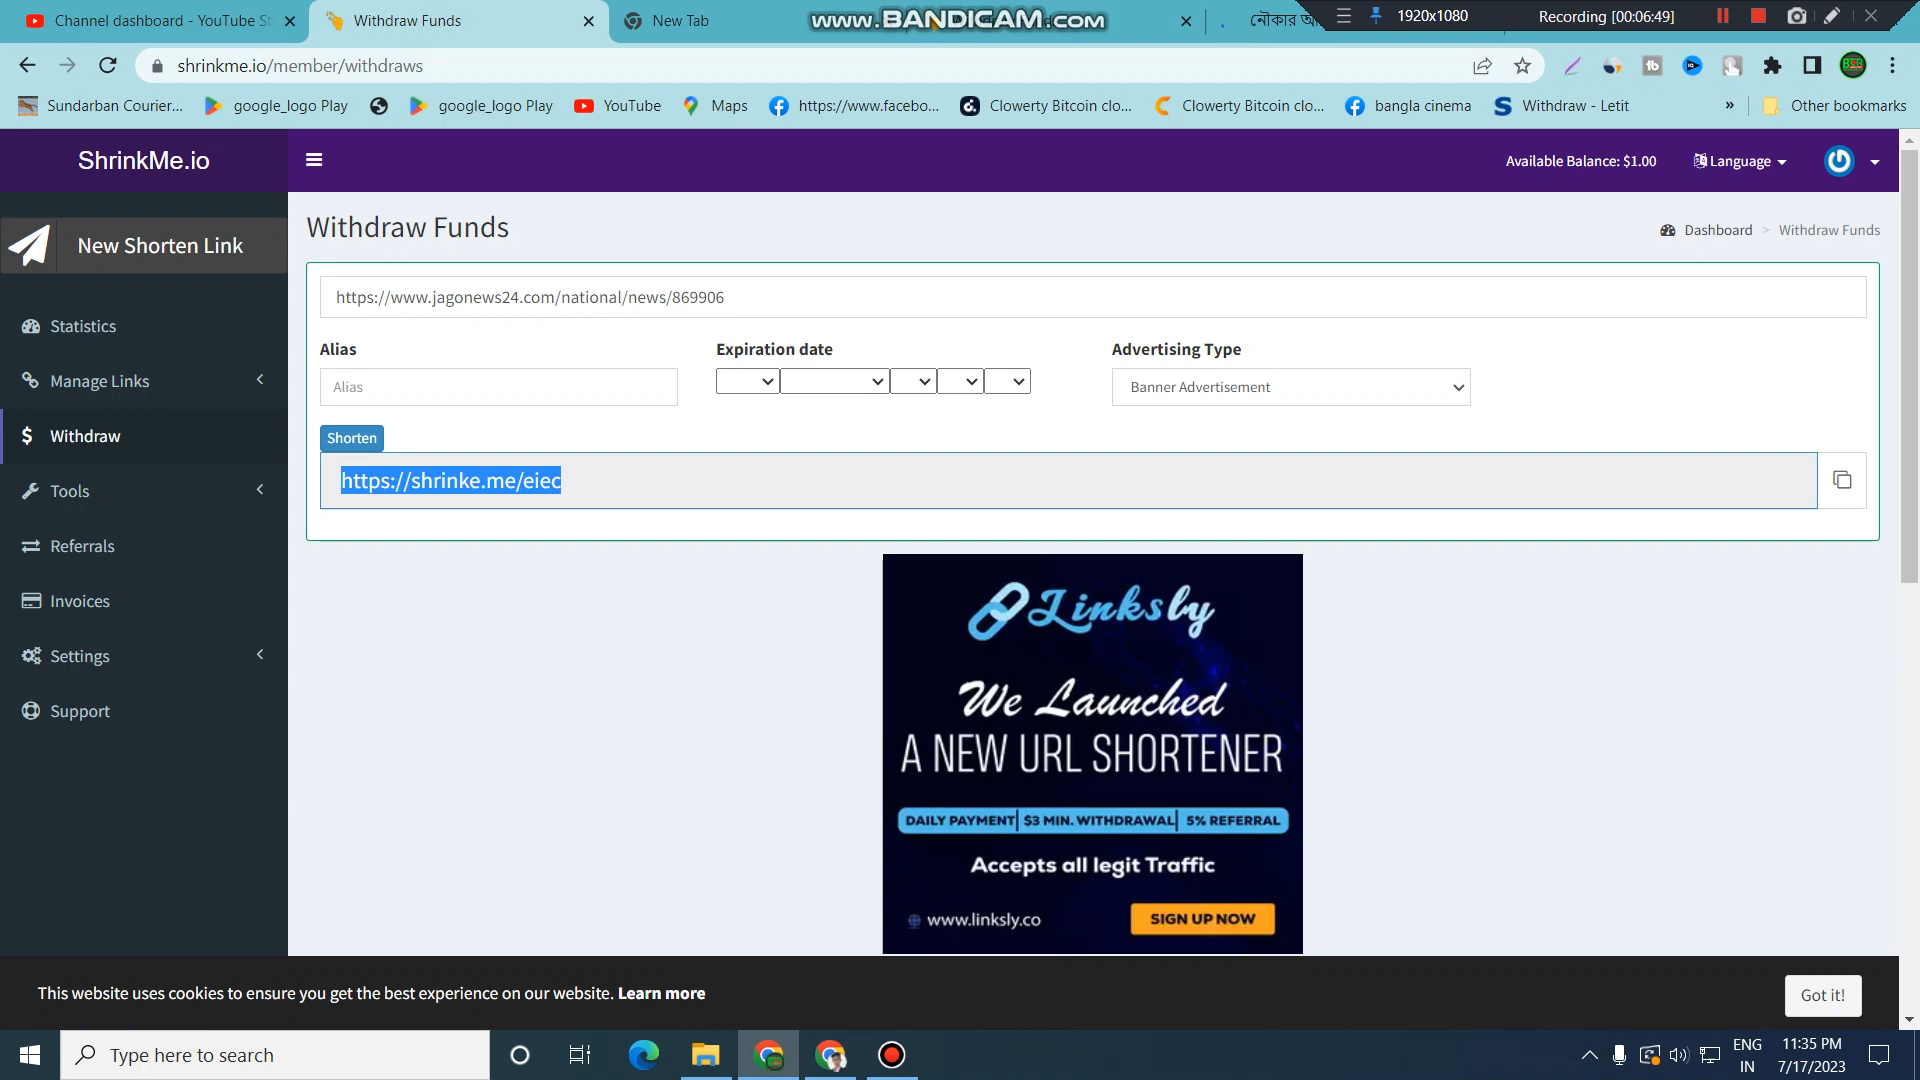 Channel dashboard - YouTube St
Withdraw Funds
New Tab
www.BANDICAM.com
নৌকার
1920x1080
Recording [00:06:49]
shrinkme.io/member/withdraws
Sundarban Courier...
google_logo Play
google_logo Play
YouTube
Maps
https://www.facebo...
Clowerty Bitcoin clo...
Clowerty Bitcoin clo...
bangla cinema
Withdraw - Letit
»
Other bookmarks
ShrinkMe.io
Available Balance: $1.00
Language
New Shorten Link
Withdraw Funds
Dashboard > Withdraw Funds
https://www.jagonews24.com/national/news/869906
Statistics
Alias
Expiration date
Advertising Type
Manage Links
Alias
Banner Advertisement
Withdraw
Shorten
https://shrinke.me/eiec
Tools
Referrals
Invoices
Settings
Support
Linksly
We Launched
A NEW URL SHORTENER
DAILY PAYMENT| $3 MIN. WITHDRAWAL| 5% REFERRAL
Accepts all legit Traffic
www.linksly.co
SIGN UP NOW
This website uses cookies to ensure you get the best experience on our website. Learn more
Got it!
Type here to search
ENG
IN
11:35 PM
7/17/2023